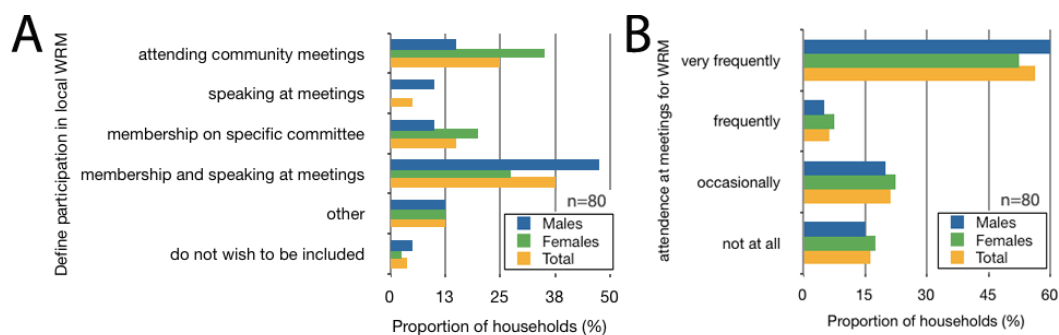 A
Define participation in local WRM
attending community meetings
speaking at meetings
membership on specific committee
membership and speaking at meetings
other
do not wish to be included
n=80
Males
Females
Total
0 13 25 38 50
Proportion of households (%)
B
attendence at meetings for WRM
very frequently
frequently
occasionally
not at all
n=80
Males
Females
Total
0 15 30 45 60
Proportion of households (%)